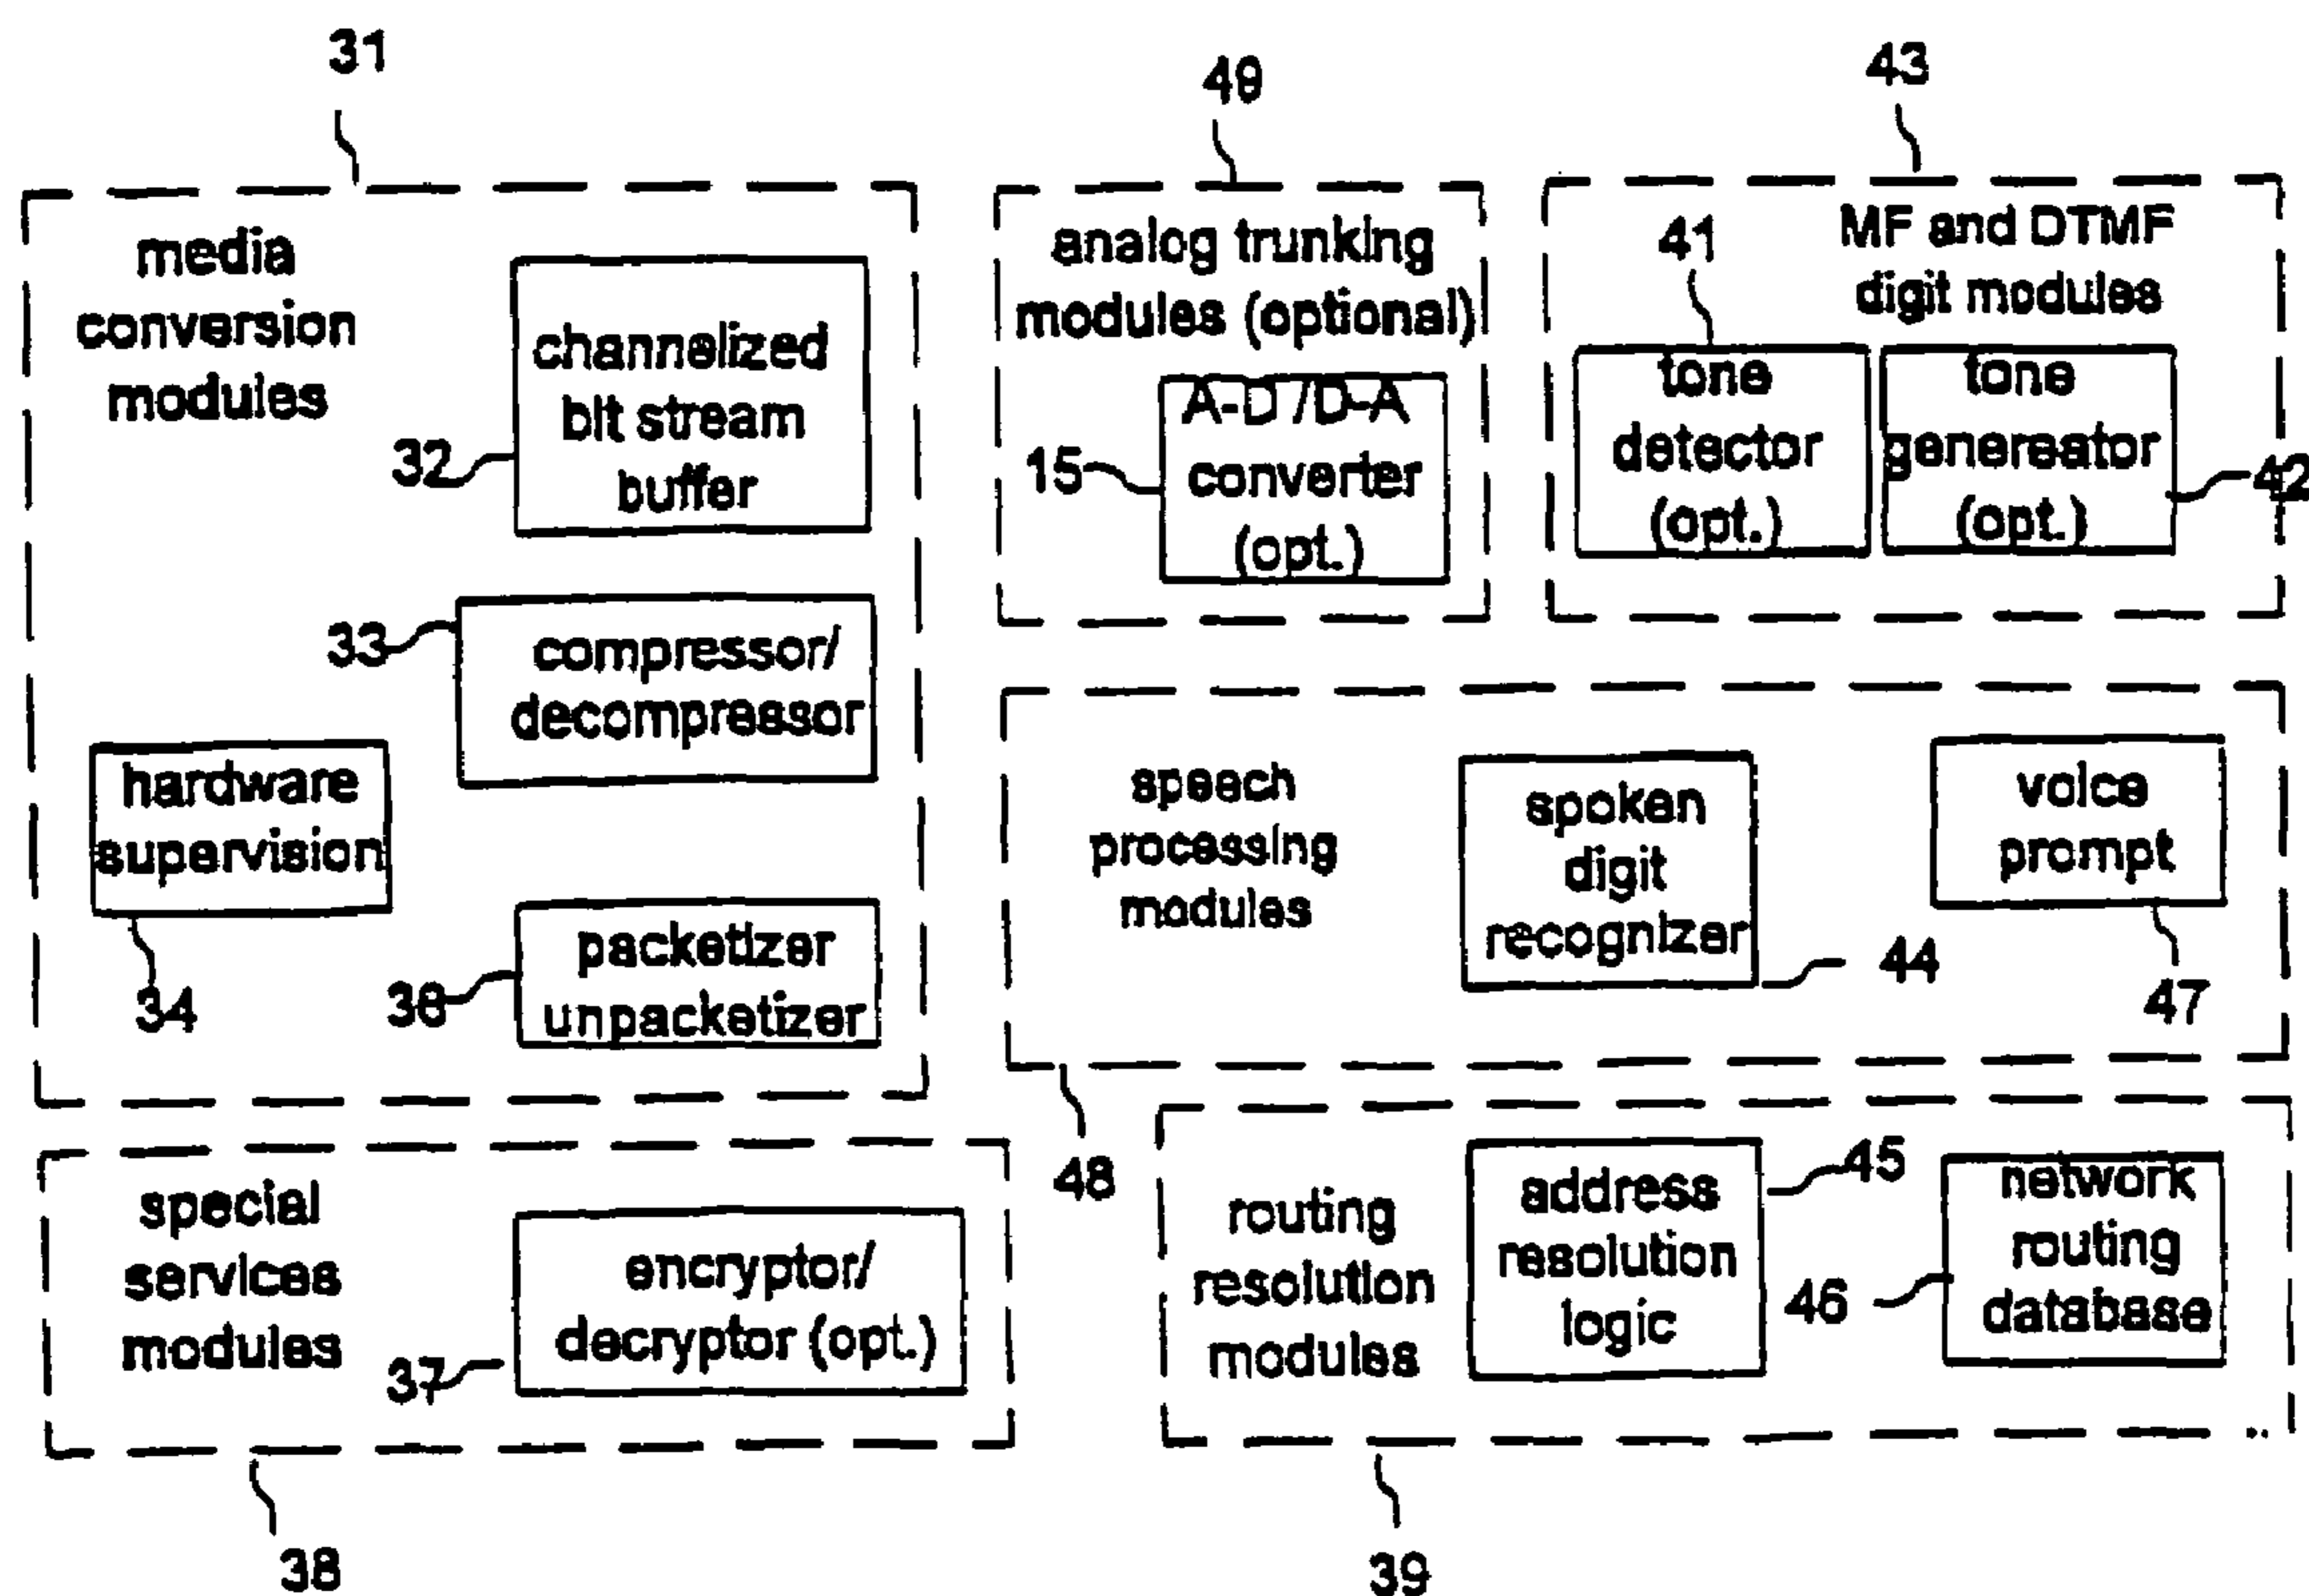 31
49
43
media
conversion
modules
channelized
bit stream
buffer
32
33
compressor/
decompressor
hardware
supervision
34
packetizer
unpacketizer
analog trunking
modules (optional)
A-D /D-A
converter
(opt.)
15
MF and DTMF
digit modules
41
tone
detector
(opt.)
tone
genereator
(opt.)
42
speech
processing
modules
spoken
digit
recognizer
44
voice
prompt
47
48
special
services
modules
encryptor/
decryptor (opt.)
37
38
routing
resolution
modules
address
resolution
logic
45
network
routing
database
46
39